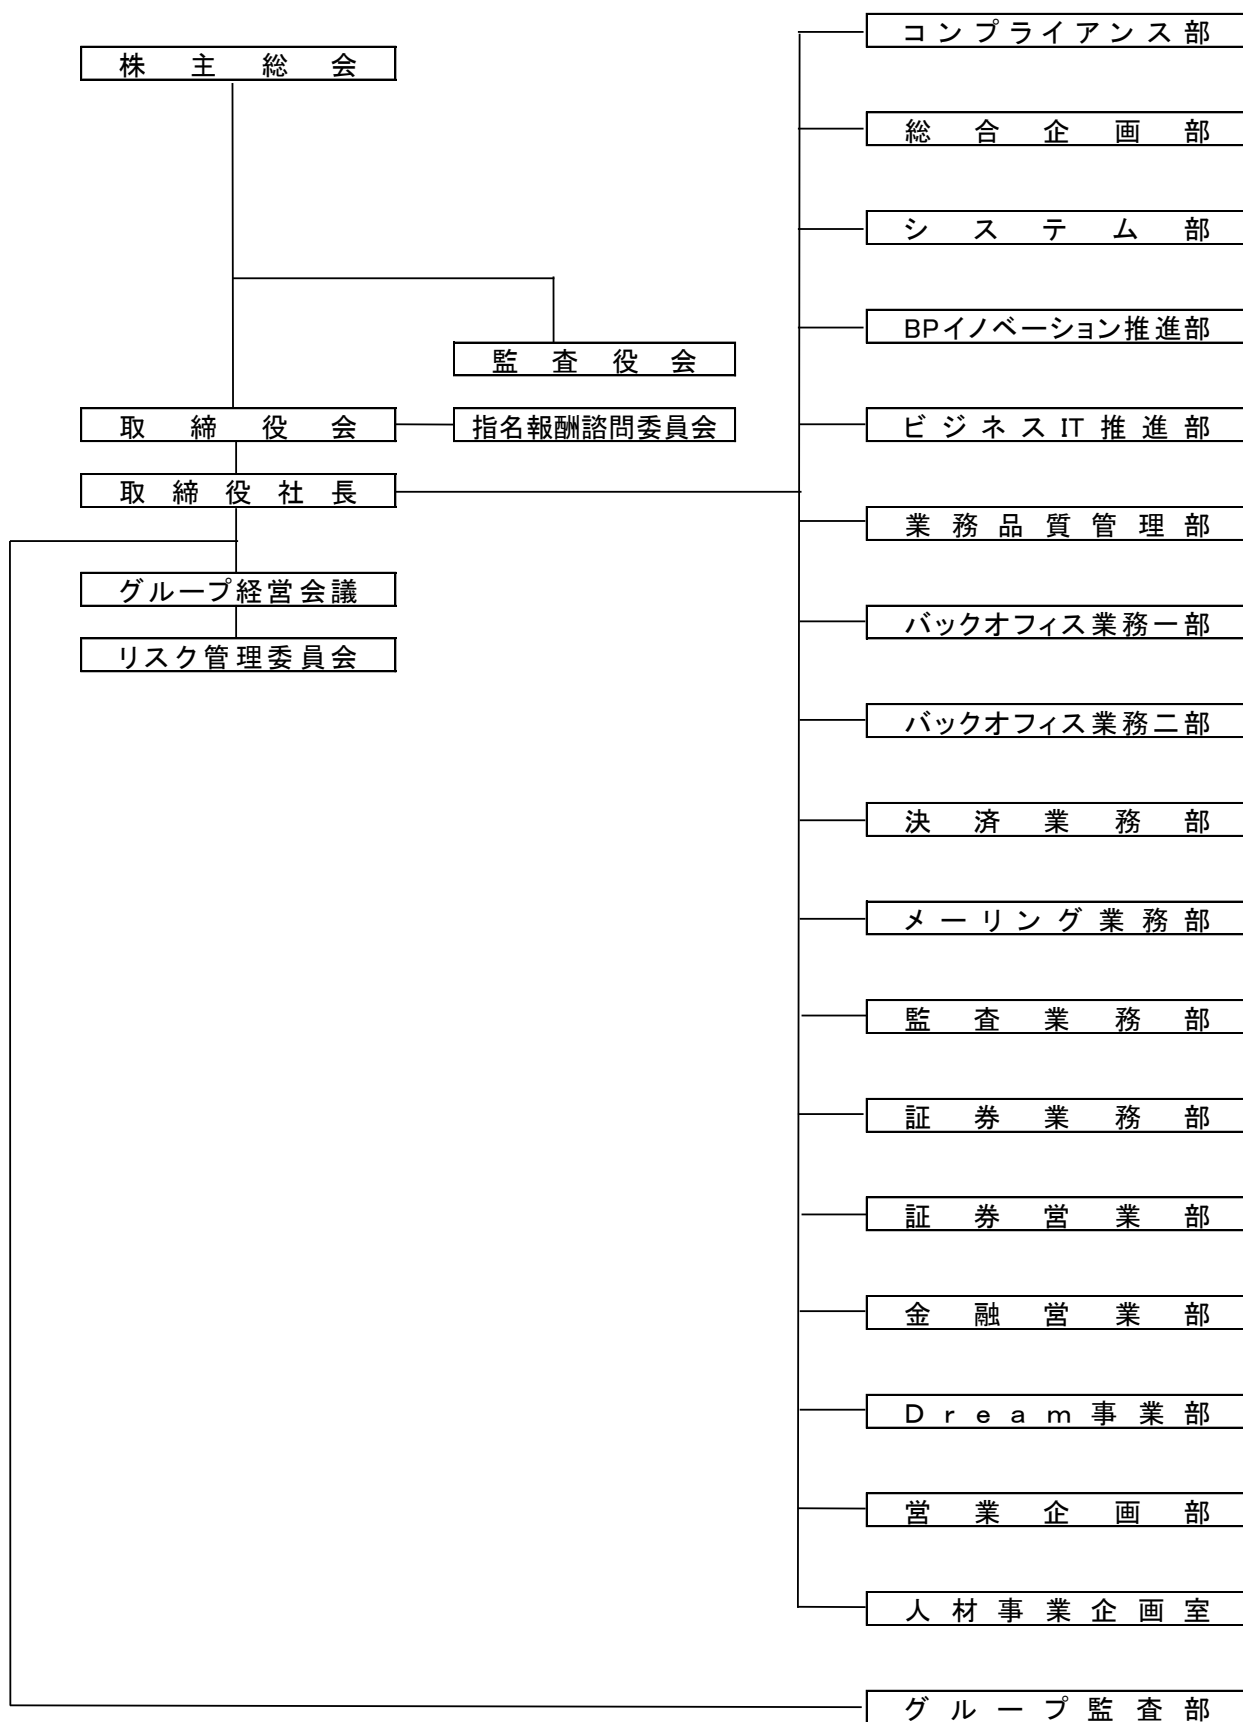 株主総会
監査役会
取締役会
指名報酬諮問委員会
取締役社長
グループ経営会議
リスク管理委員会
コンプライアンス部
総合企画部
システム部
BPイノベーション推進部
ビジネスIT推進部
業務品質管理部
バックオフィス業務一部
バックオフィス業務二部
決済業務部
メーリング業務部
監査業務部
証券業務部
証券営業部
金融営業部
Dream事業部
営業企画部
人材事業企画室
グループ監査部